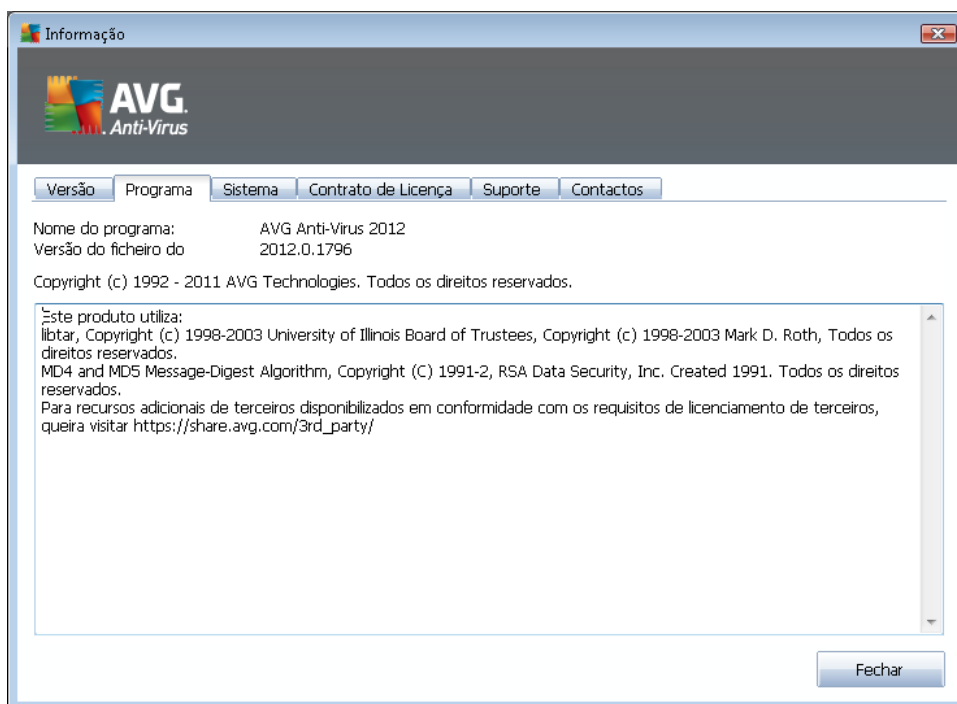 Informação
AVG.
Anti-Virus
Versão Programa Sistema Contrato de Licença Suporte Contactos
Nome do programa: AVG Anti-Virus 2012
Versão do ficheiro do 2012.0.1796
Copyright (c) 1992 - 2011 AVG Technologies. Todos os direitos reservados.
Este produto utiliza:
libtar, Copyright (c) 1998-2003 University of Illinois Board of Trustees, Copyright (c) 1998-2003 Mark D. Roth, Todos os
direitos reservados.
MD4 and MD5 Message-Digest Algorithm, Copyright (C) 1991-2, RSA Data Security, Inc. Created 1991. Todos os direitos
reservados.
Para recursos adicionais de terceiros disponibilizados em conformidade com os requisitos de licenciamento de terceiros,
queira visitar https://share.avg.com/3rd_party/
Fechar